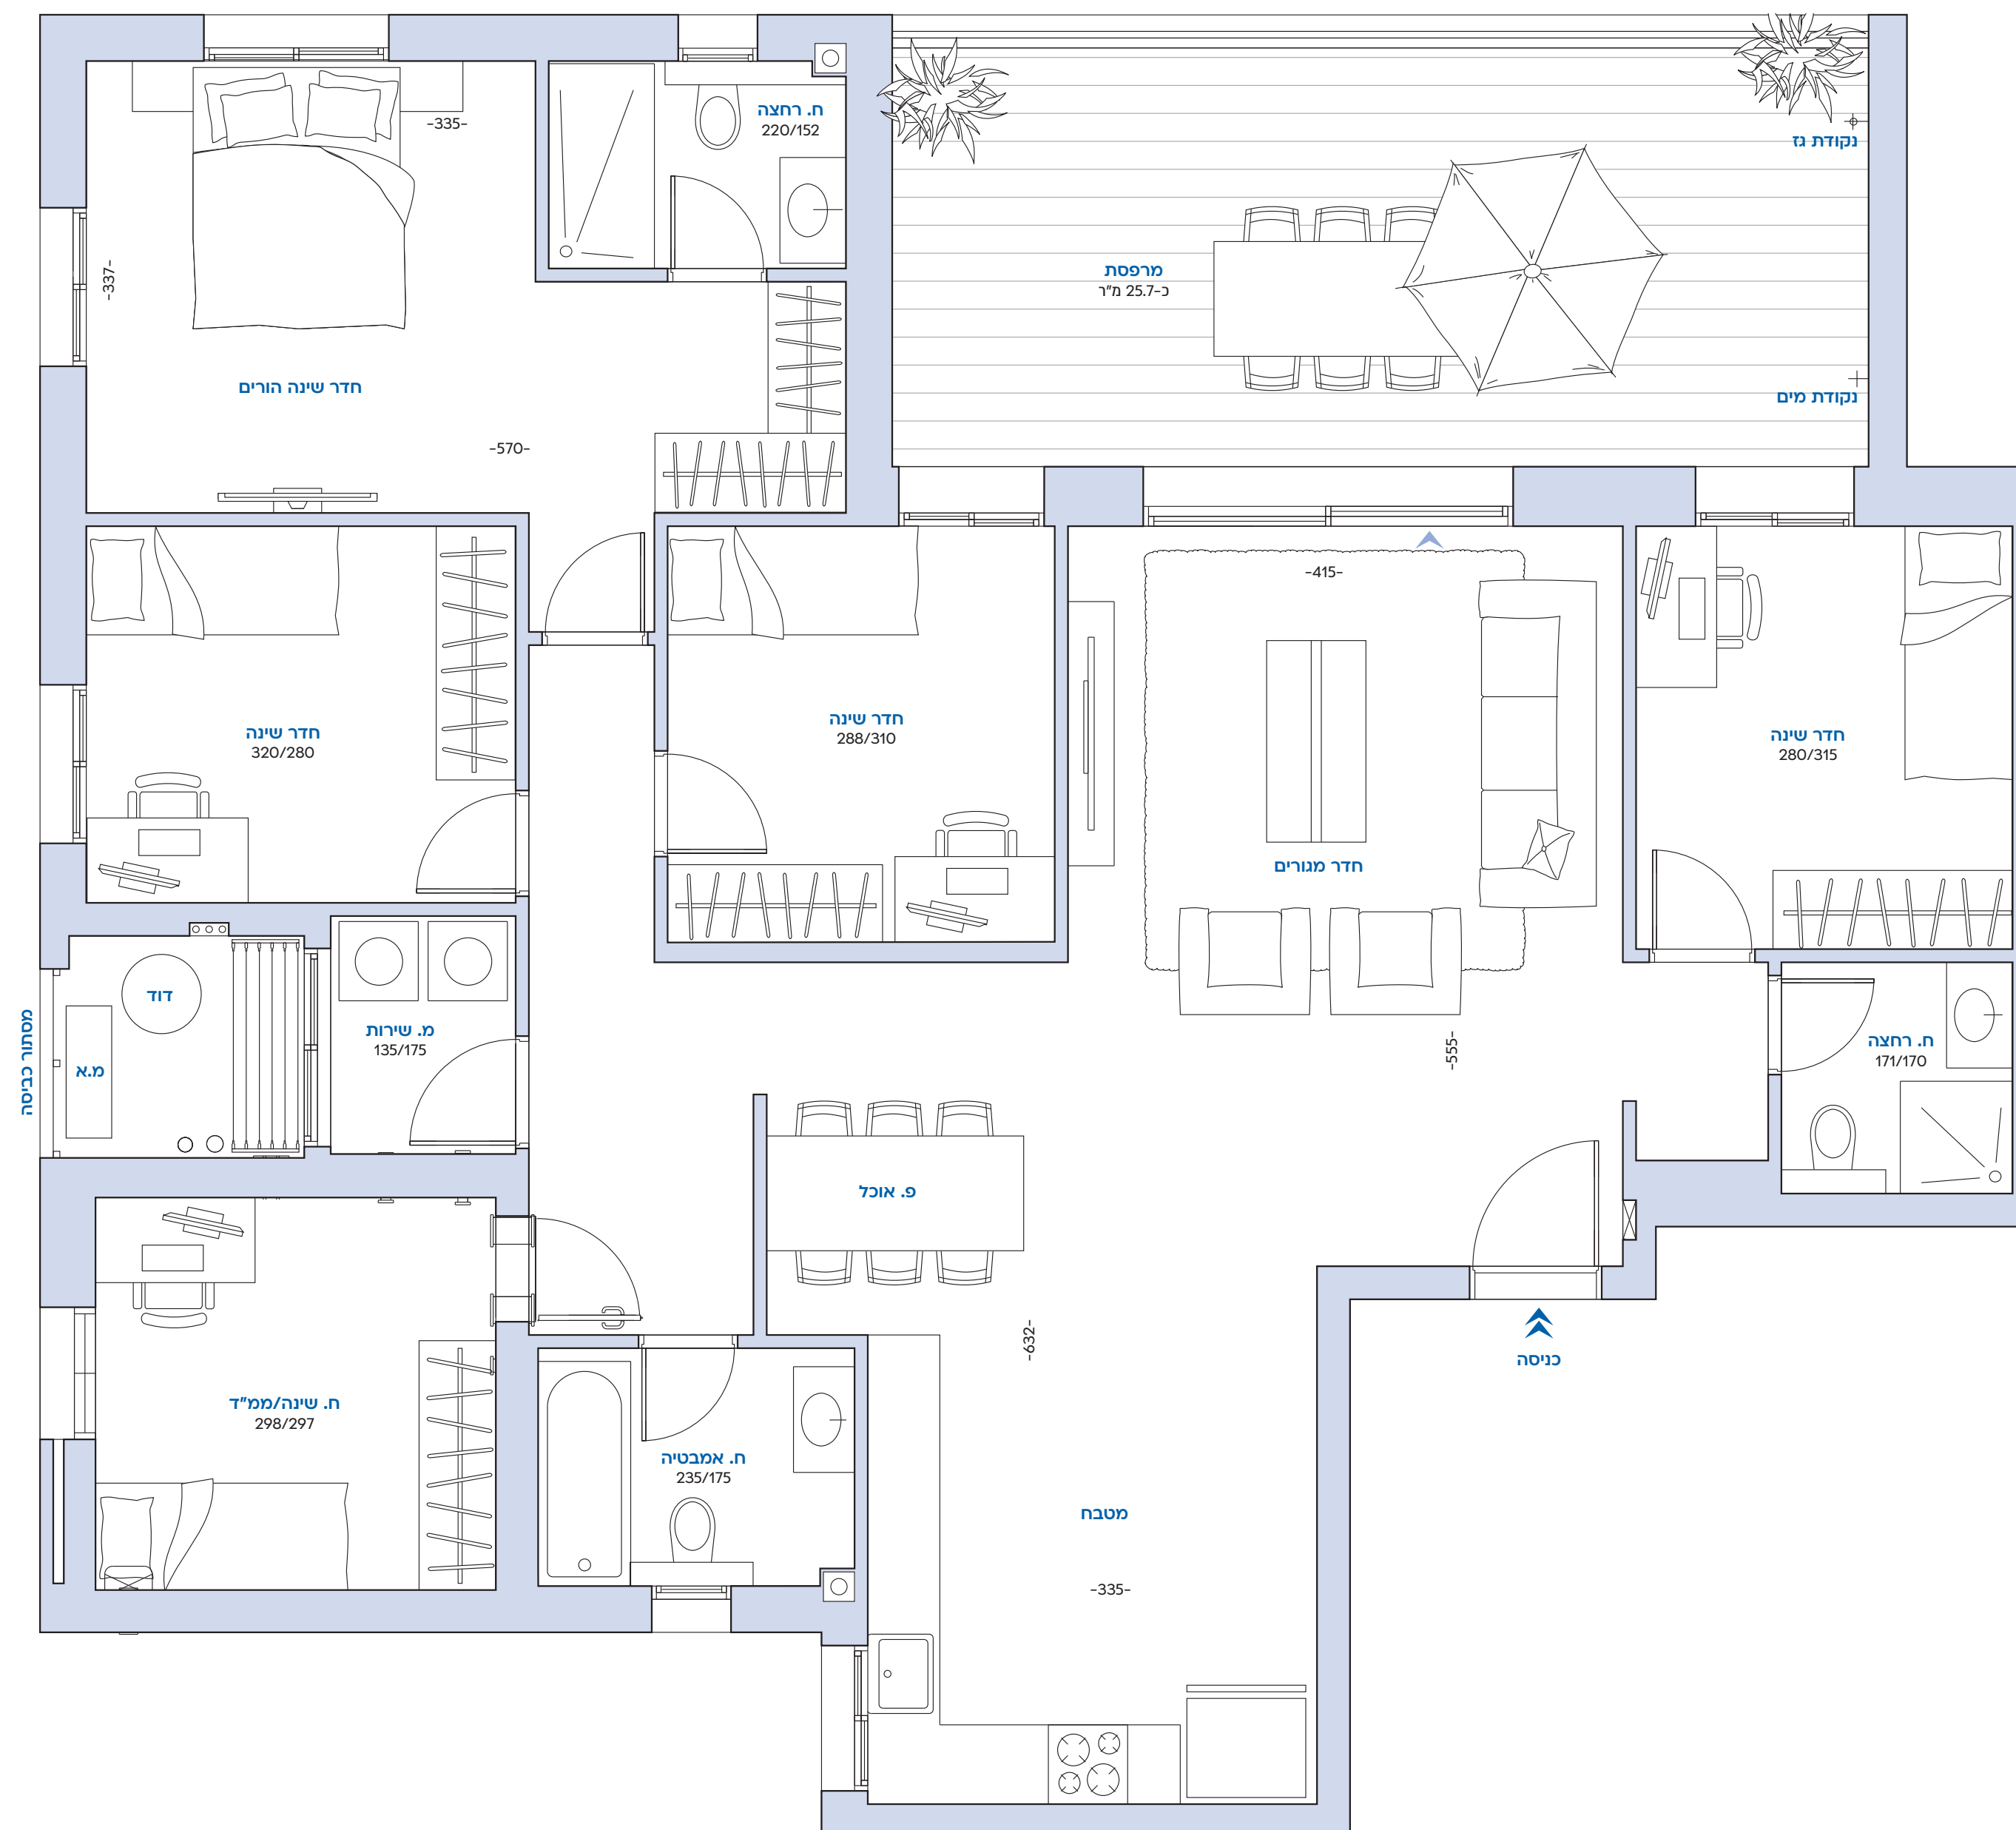 ח. רחצה
220/152
-335-
נקודת גז
-337-
מרפסת
כ-25.7 מ"ר
חדר שינה הורים
נקודת מים
-570-
-415-
חדר שינה
320/280
חדר שינה
288/310
חדר שינה
280/315
חדר מגורים
דוד
מ. שירות
135/175
מ.א
מסתור כביסה
-555-
ח. רחצה
171/170
פ. אוכל
-632-
כניסה
ח. שינה/ממ"ד
298/297
ח. אמבטיה
235/175
מטבח
-335-